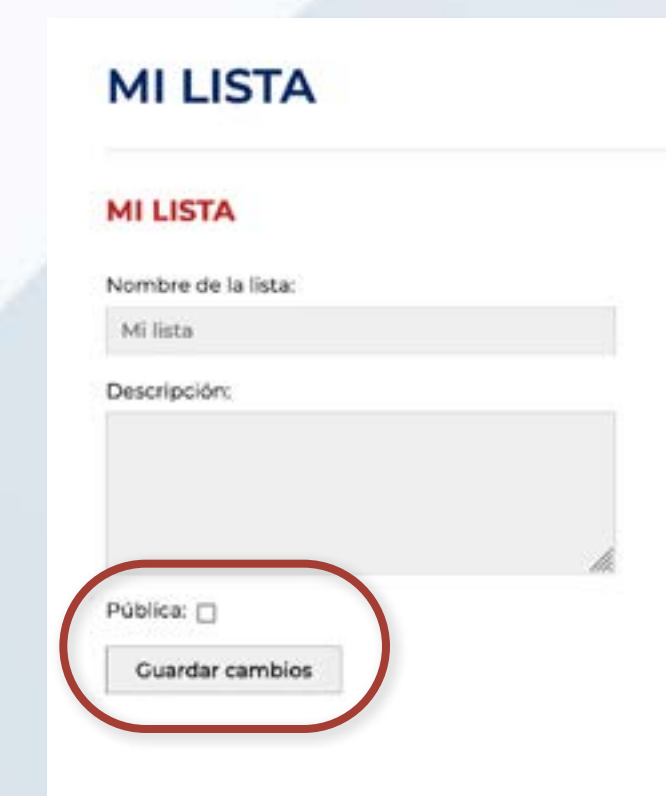 MI LISTA
MI LISTA
Nombre de la lista:
Mi lista
Descripción:
Pública:
Guardar cambios